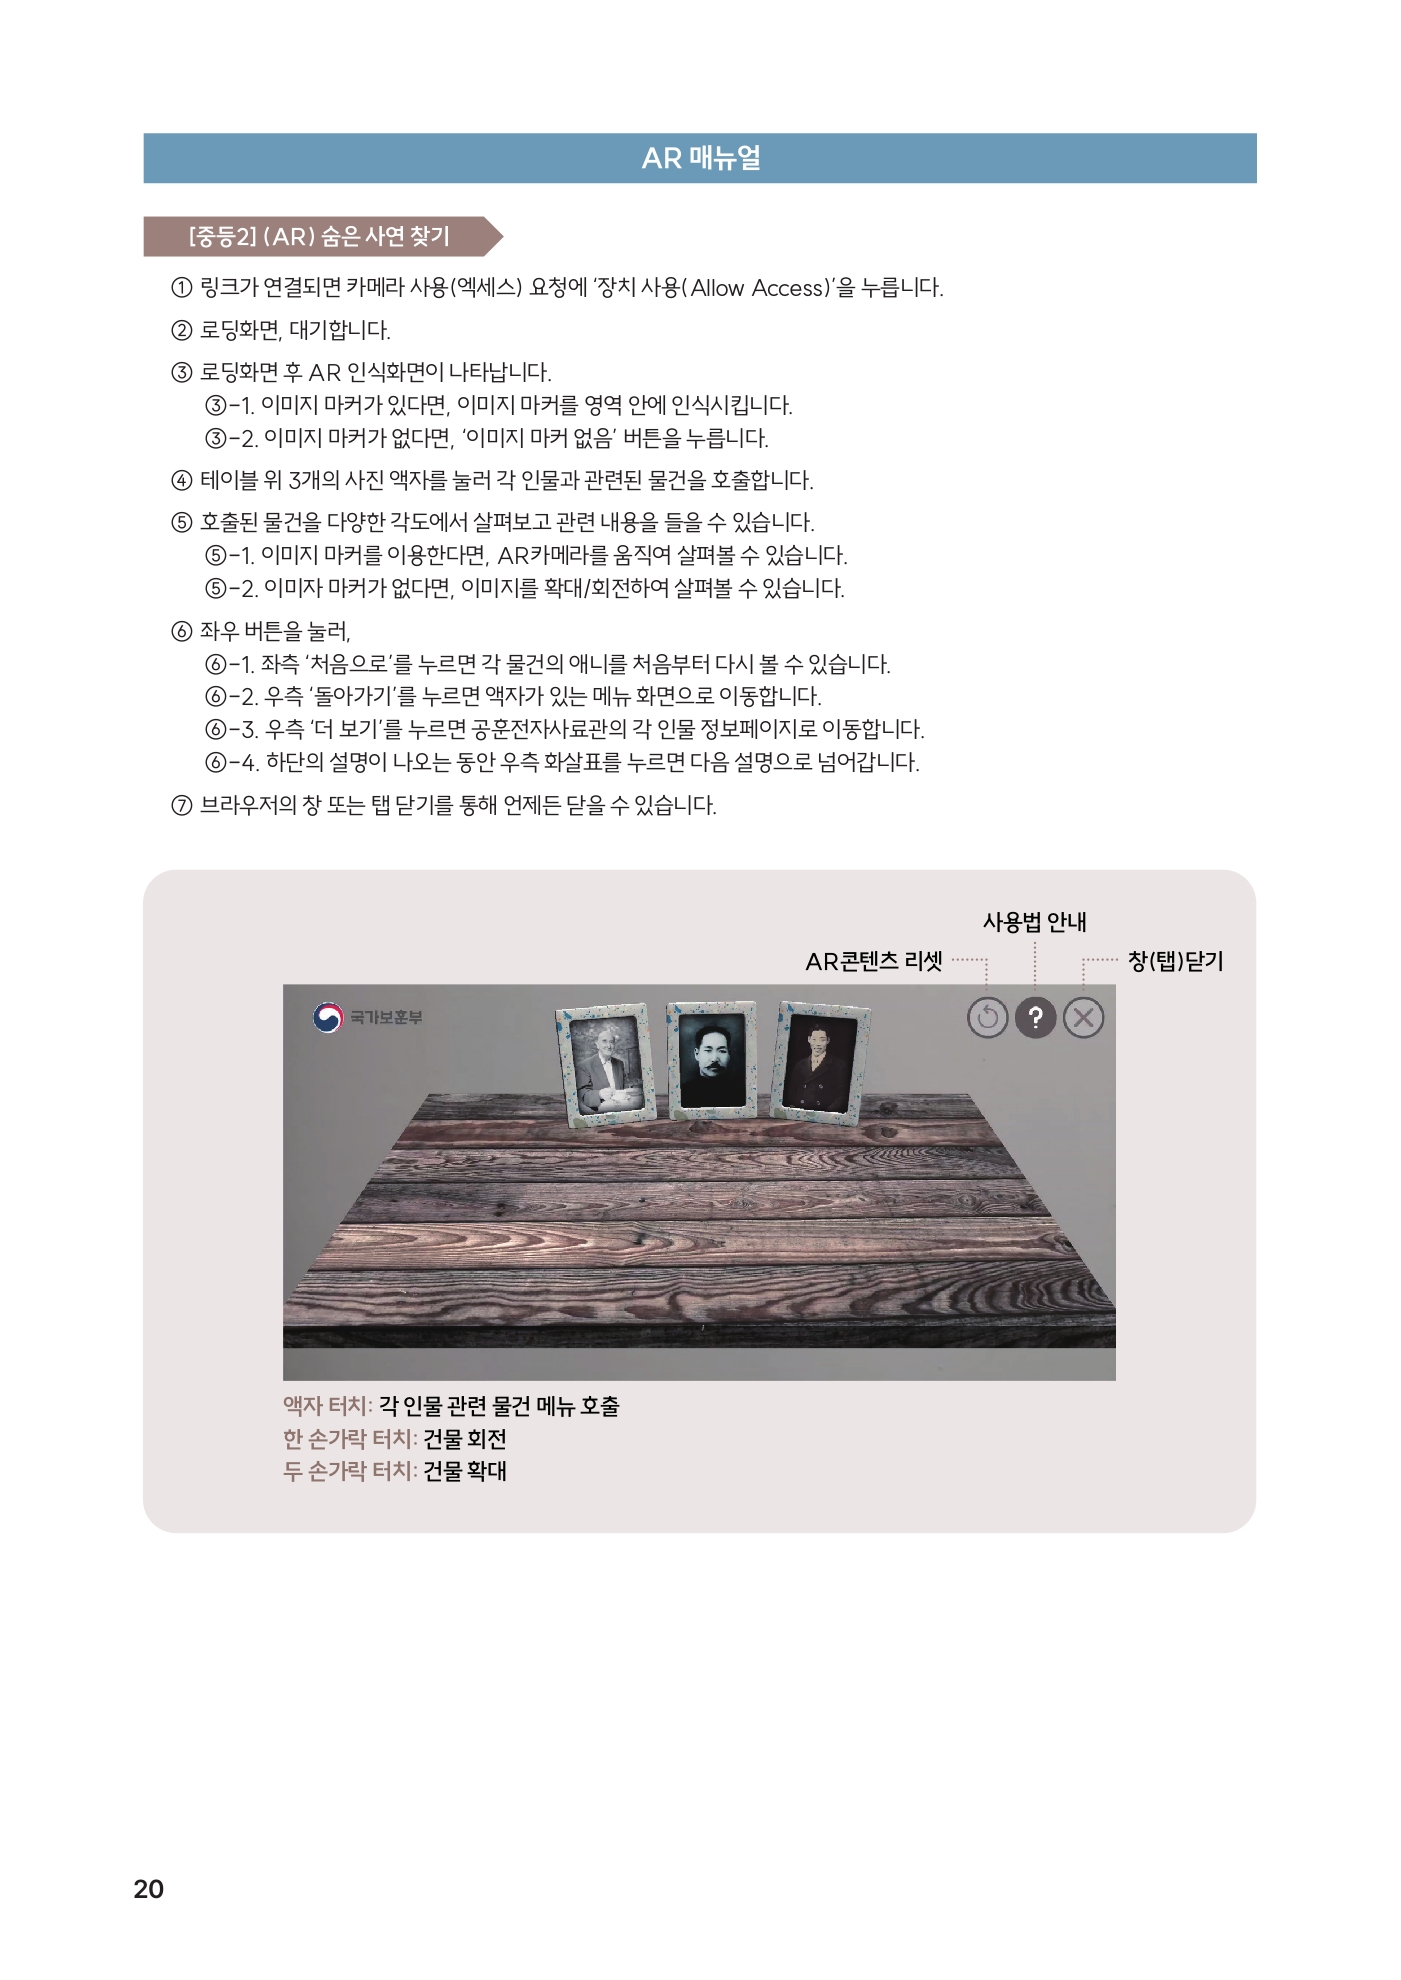 AR 매뉴얼
[중등2] (AR) 숨은 사연 찾기
① 링크가 연결되면 카메라 사용(엑세스) 요청에 ‘장치 사용(Allow Access)’을 누릅니다.
② 로딩화면, 대기합니다.
③ 로딩화면 후 AR 인식화면이 나타납니다.
③-1. 이미지 마커가 있다면, 이미지 마커를 영역 안에 인식시킵니다.
③-2. 이미지 마커가 없다면, ‘이미지 마커 없음’ 버튼을 누릅니다.
④ 테이블 위 3개의 사진 액자를 눌러 각 인물과 관련된 물건을 호출합니다.
⑤ 호출된 물건을 다양한 각도에서 살펴보고 관련 내용을 들을 수 있습니다.
⑤-1. 이미지 마커를 이용한다면, AR카메라를 움직여 살펴볼 수 있습니다.
⑤-2. 이미자 마커가 없다면, 이미지를 확대/회전하여 살펴볼 수 있습니다.
⑥ 좌우 버튼을 눌러,
⑥-1. 좌측 ‘처음으로’를 누르면 각 물건의 애니를 처음부터 다시 볼 수 있습니다.
⑥-2. 우측 ‘돌아가기’를 누르면 액자가 있는 메뉴 화면으로 이동합니다.
⑥-3. 우측 ‘더 보기’를 누르면 공훈전자사료관의 각 인물 정보페이지로 이동합니다.
⑥-4. 하단의 설명이 나오는 동안 우측 화살표를 누르면 다음 설명으로 넘어갑니다.
⑦ 브라우저의 창 또는 탭 닫기를 통해 언제든 닫을 수 있습니다.
사용법 안내
AR콘텐츠 리셋
창(탭)닫기
국가보훈부
?
액자 터치: 각 인물 관련 물건 메뉴 호출
한 손가락 터치: 건물 회전
두 손가락 터치: 건물 확대
20